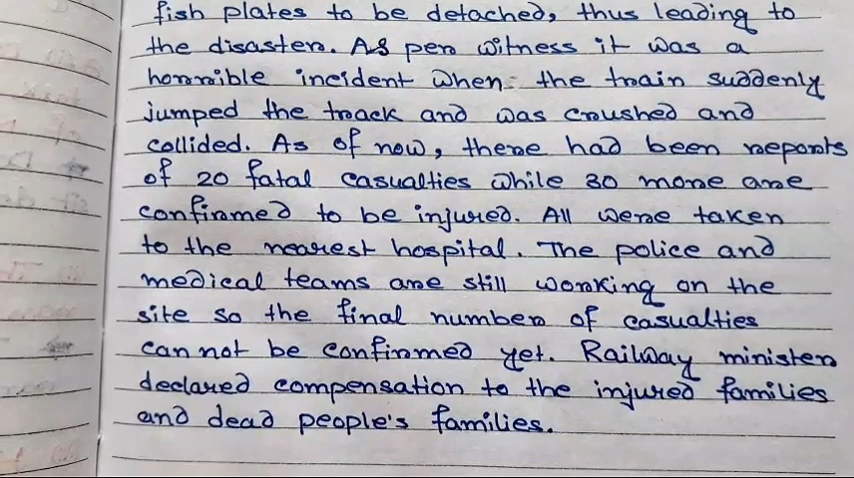 fish plates to be detached, thus leading to
the disaster. As per witness it was a
horrible incident when the train suddenly
jumped the track and was crushed and
collided. As of now, there had been reports
of 20 fatal casualties while 30 more are
confirmed to be injured. All were taken
to the nearest hospital. The police and
medical teams are still working on the
site so the final number of casualties
can not be confirmed yet. Railway minister
declared compensation to the injured families
and dead people's families.